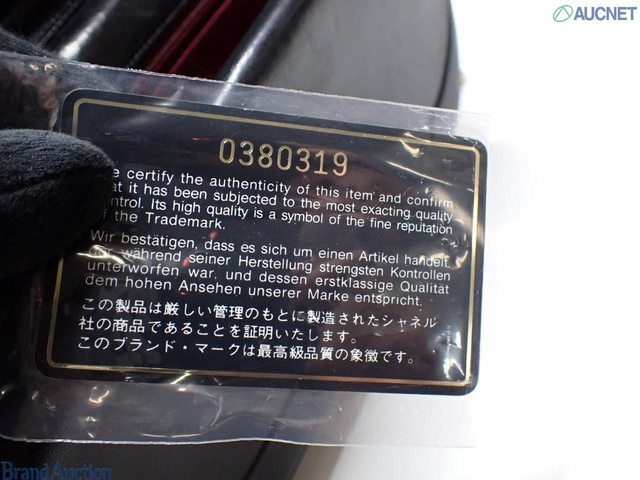 AUCNET
0380319
e certify the authenticity of this item and confirm
at it has been subjected to the most exacting quality
ntrol. Its high quality is a symbol of the fine reputation
of the Trademark.
Wir bestätigen, dass es sich um einen Artikel handelt,
der während seiner Herstellung strengsten Kontrollen
unterworfen war, und dessen erstklassige Qualität
dem hohen Ansehen unserer Marke entspricht.
この製品は厳しい管理のもとに製造されたシャネル
社の商品であることを証明いたします。
このブランド・マークは最高級品質の象徴です。
Brand Auction